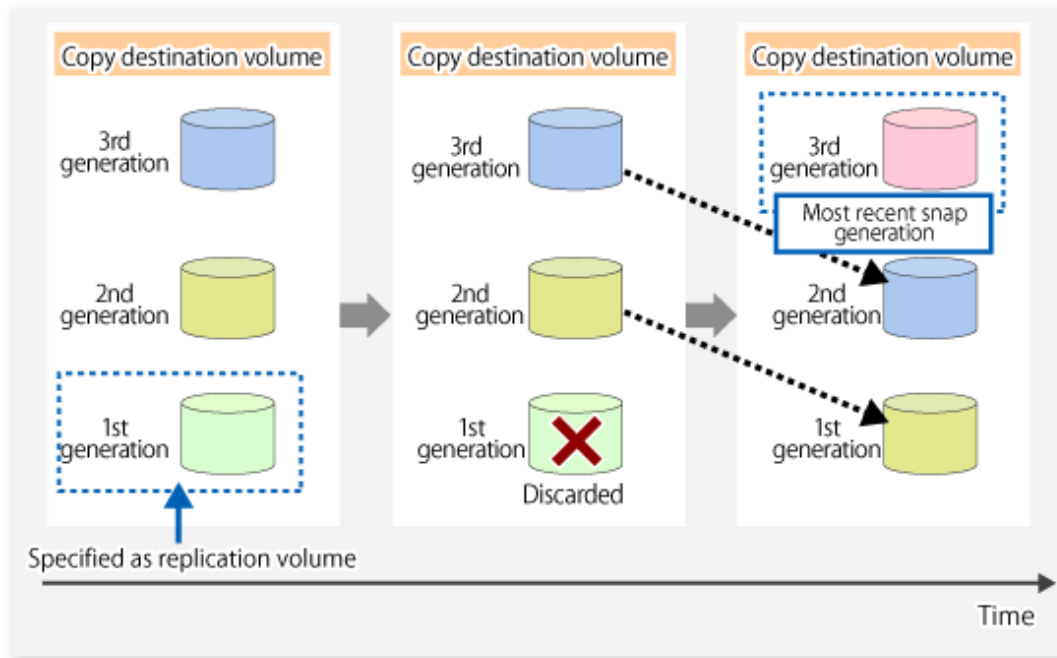 Copy destination volume
3rd
generation
2nd
generation
1st
generation
Specified as replication volume
Copy destination volume
3rd
generation
2nd
generation
1st
generation
Discarded
Copy destination volume
3rd
generation
Most recent snap
generation
2nd
generation
1st
generation
Time